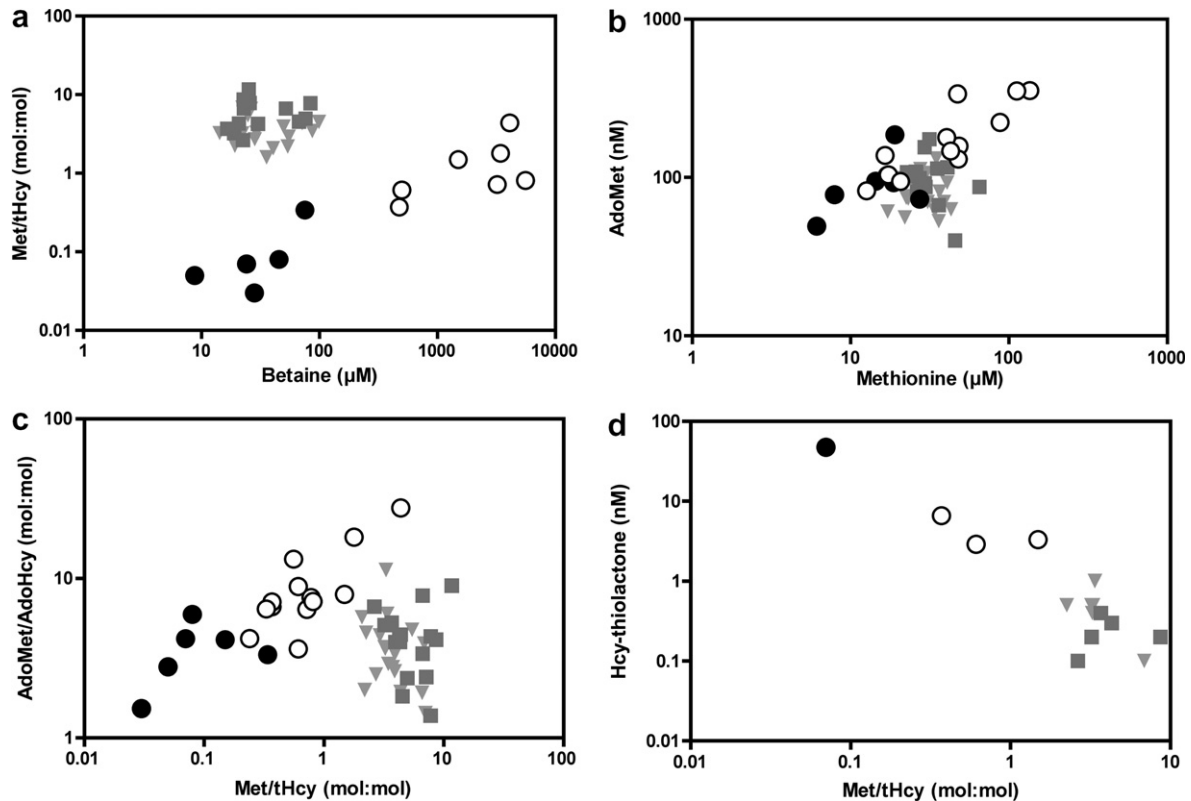 a
Met/tHcy (mol:mol)
100
10
1
0.1
0.01
1
10
100
1000
10000
Betaine (µM)
b
AdoMet (nM)
1000
100
10
1
10
100
1000
Methionine (µM)
c
AdoMet/AdoHcy (mol:mol)
100
10
1
0.01
0.1
1
10
100
Met/tHcy (mol:mol)
d
Hcy-thiolactone (nM)
100
10
1
0.1
0.01
0.01
0.1
1
10
Met/tHcy (mol:mol)